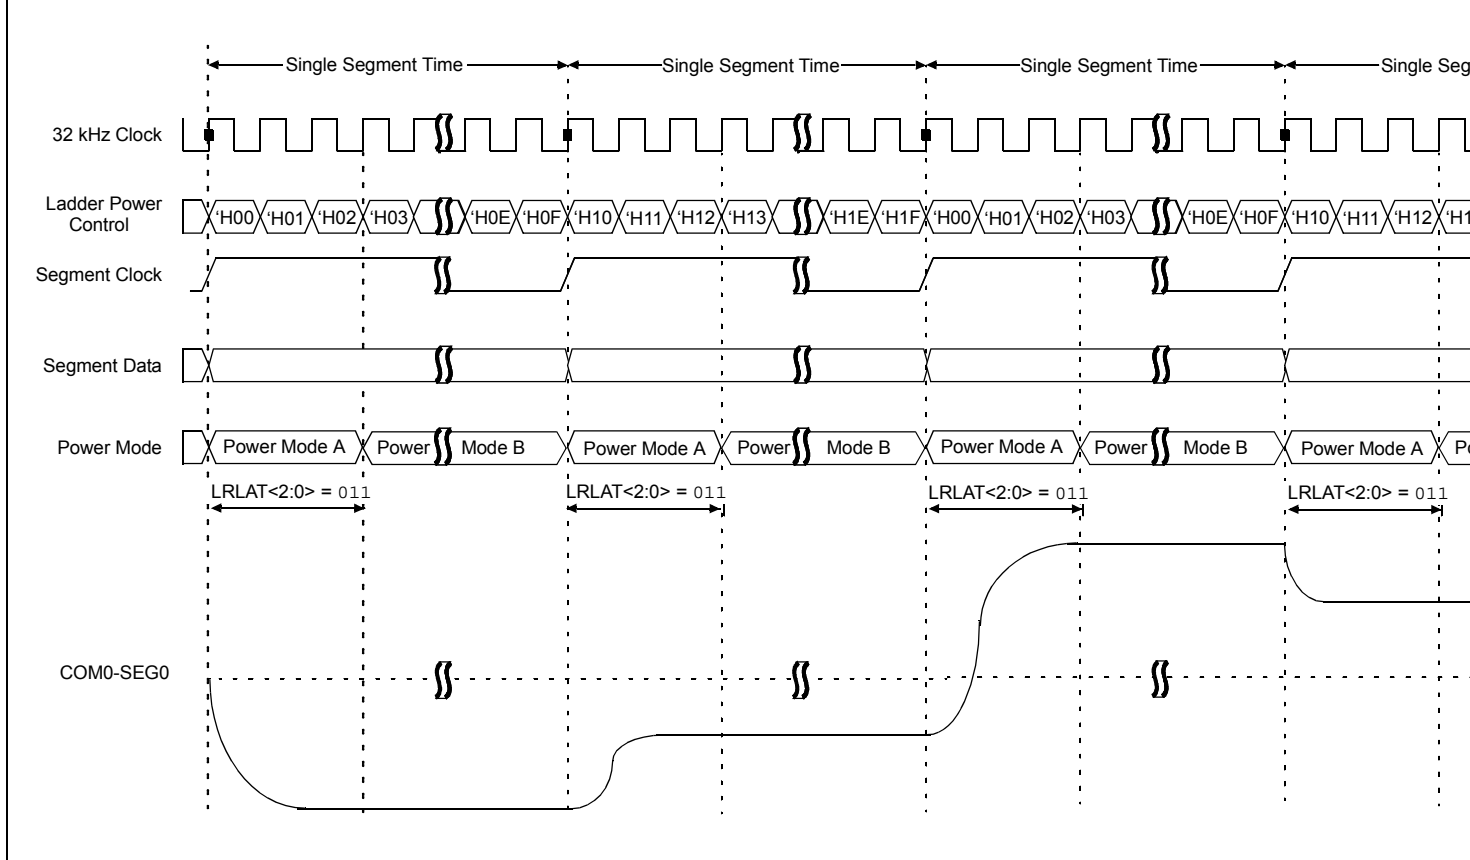 Single Segment Time Single Segment Time Single Segment Time Single Seg
32 kHz Clock
Ladder Power
Control
‘H00 ‘H01 ‘H02 ‘H03 ‘H0E ‘H0F ‘H10 ‘H11 ‘H12 ‘H13 ‘H1E ‘H1F ‘H00 ‘H01 ‘H02 ‘H03 ‘H0E ‘H0F ‘H10 ‘H11 ‘H12 ‘H1
Segment Clock
Segment Data
Power Mode Power Mode A Power Mode B Power Mode A Power Mode B Power Mode A Power Mode B Power Mode A Po
LRLAT<2:0> = 011 LRLAT<2:0> = 011 LRLAT<2:0> = 011 LRLAT<2:0> = 011
COM0-SEG0